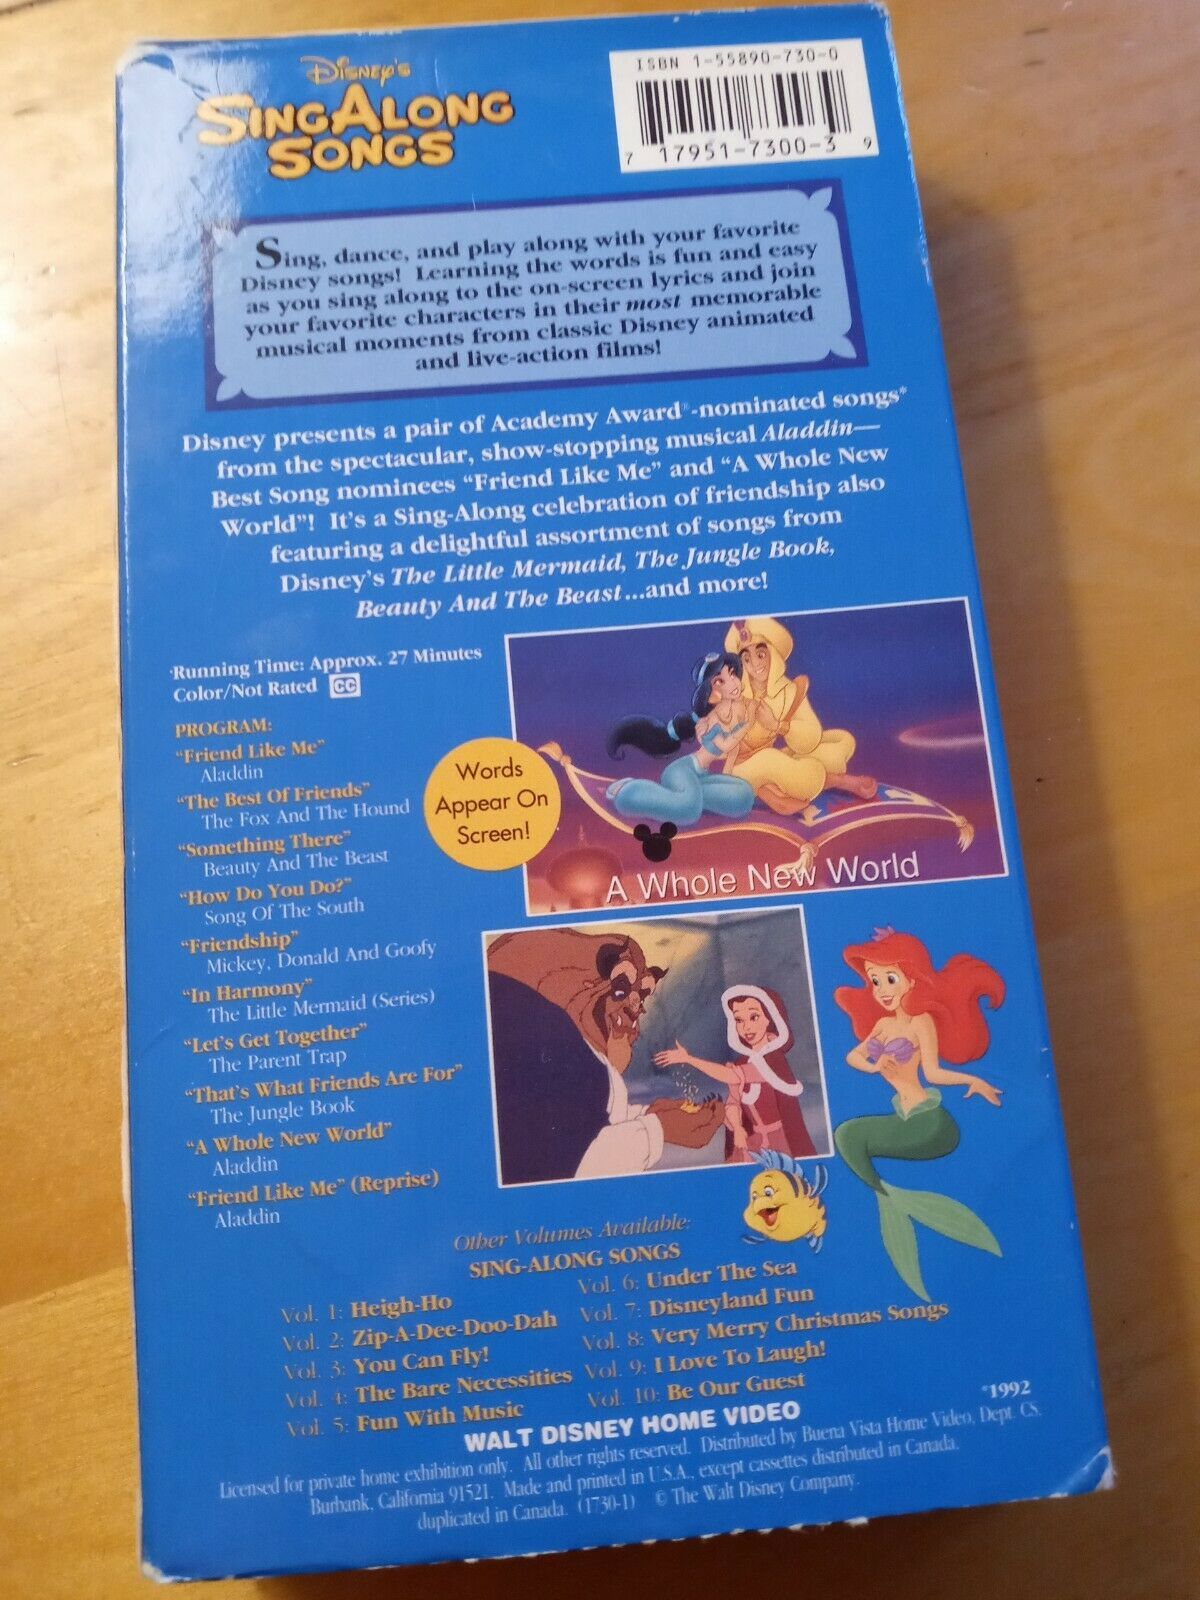 Disney's
SING ALONG
SONGS
ISBN 1-55890-730-0
7 17951-7300-3 9
Sing, dance, and play along with your favorite
Disney songs! Learning the words is fun and easy
as you sing along to the on-screen lyrics and join
your favorite characters in their most memorable
musical moments from classic Disney animated
and live-action films!
Disney presents a pair of Academy Award®-nominated songs*
from the spectacular, show-stopping musical Aladdin—
Best Song nominees “Friend Like Me” and “A Whole New
World”! It's a Sing-Along celebration of friendship also
featuring a delightful assortment of songs from
Disney's The Little Mermaid, The Jungle Book,
Beauty And The Beast...and more!
Running Time: Approx. 27 Minutes
Color/Not Rated CC
PROGRAM:
“Friend Like Me”
Aladdin
“The Best Of Friends”
The Fox And The Hound
“Something There”
Beauty And The Beast
“How Do You Do?”
Song Of The South
“Friendship”
Mickey, Donald And Goofy
“In Harmony”
The Little Mermaid (Series)
“Let's Get Together”
The Parent Trap
“That's What Friends Are For”
The Jungle Book
“A Whole New World”
Aladdin
“Friend Like Me” (Reprise)
Aladdin
Words
Appear On
Screen!
A Whole New World
Other Volumes Available:
SING-ALONG SONGS
Vol. 1: Heigh-Ho
Vol. 2: Zip-A-Dee-Doo-Dah
Vol. 3: You Can Fly!
Vol. 4: The Bare Necessities
Vol. 5: Fun With Music
Vol. 6: Under The Sea
Vol. 7: Disneyland Fun
Vol. 8: Very Merry Christmas Songs
Vol. 9: I Love To Laugh!
Vol. 10: Be Our Guest
*1992
WALT DISNEY HOME VIDEO
Licensed for private home exhibition only. All other rights reserved. Distributed by Buena Vista Home Video, Dept. CS,
Burbank, California 91521. Made and printed in U.S.A., except cassettes distributed in Canada,
duplicated in Canada. (1730-1) © The Walt Disney Company.